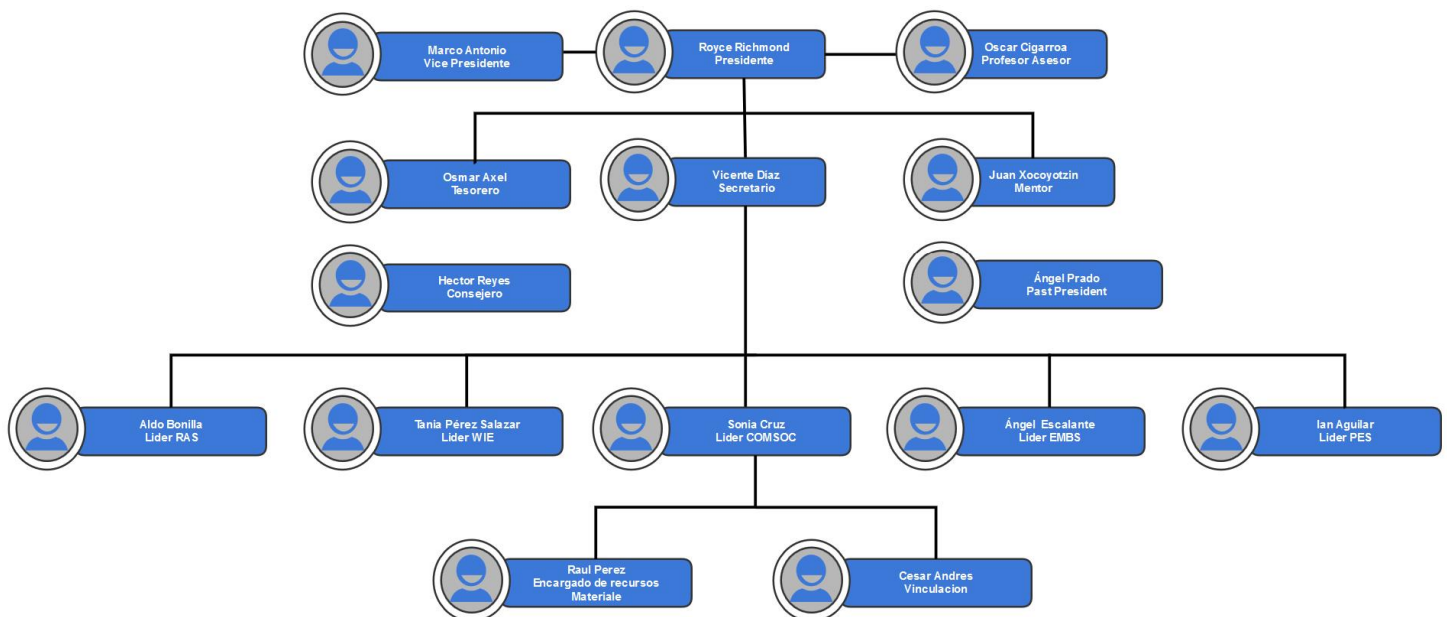 Marco Antonio
Vice Presidente
Royce Richmond
Presidente
Oscar Cigarroa
Profesor Asesor
Osmar Axel
Tesorero
Vicente Díaz
Secretario
Juan Xocoyotzin
Mentor
Hector Reyes
Consejero
Ángel Prado
Past President
Aldo Bonilla
Lider RAS
Tania Pérez Salazar
Lider WIE
Sonia Cruz
Lider COMSOC
Ángel Escalante
Lider EMBS
Ian Aguilar
Lider PES
Raul Perez
Encargado de recursos
Materiale
Cesar Andres
Vinculacion